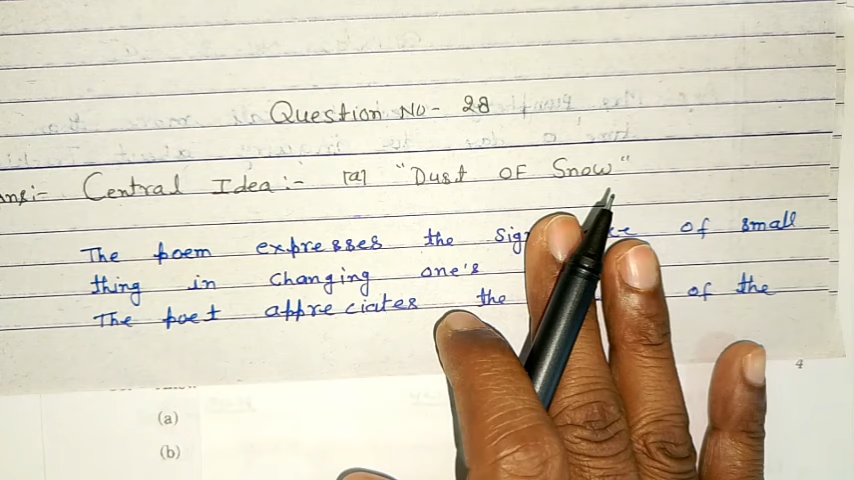 Question No- 28
Ans:- Central Idea:- [a] "Dust OF Snow"
The poem expresses the of small
thing in changing one's
The poet appreciates the of the
4
(a)
(b)